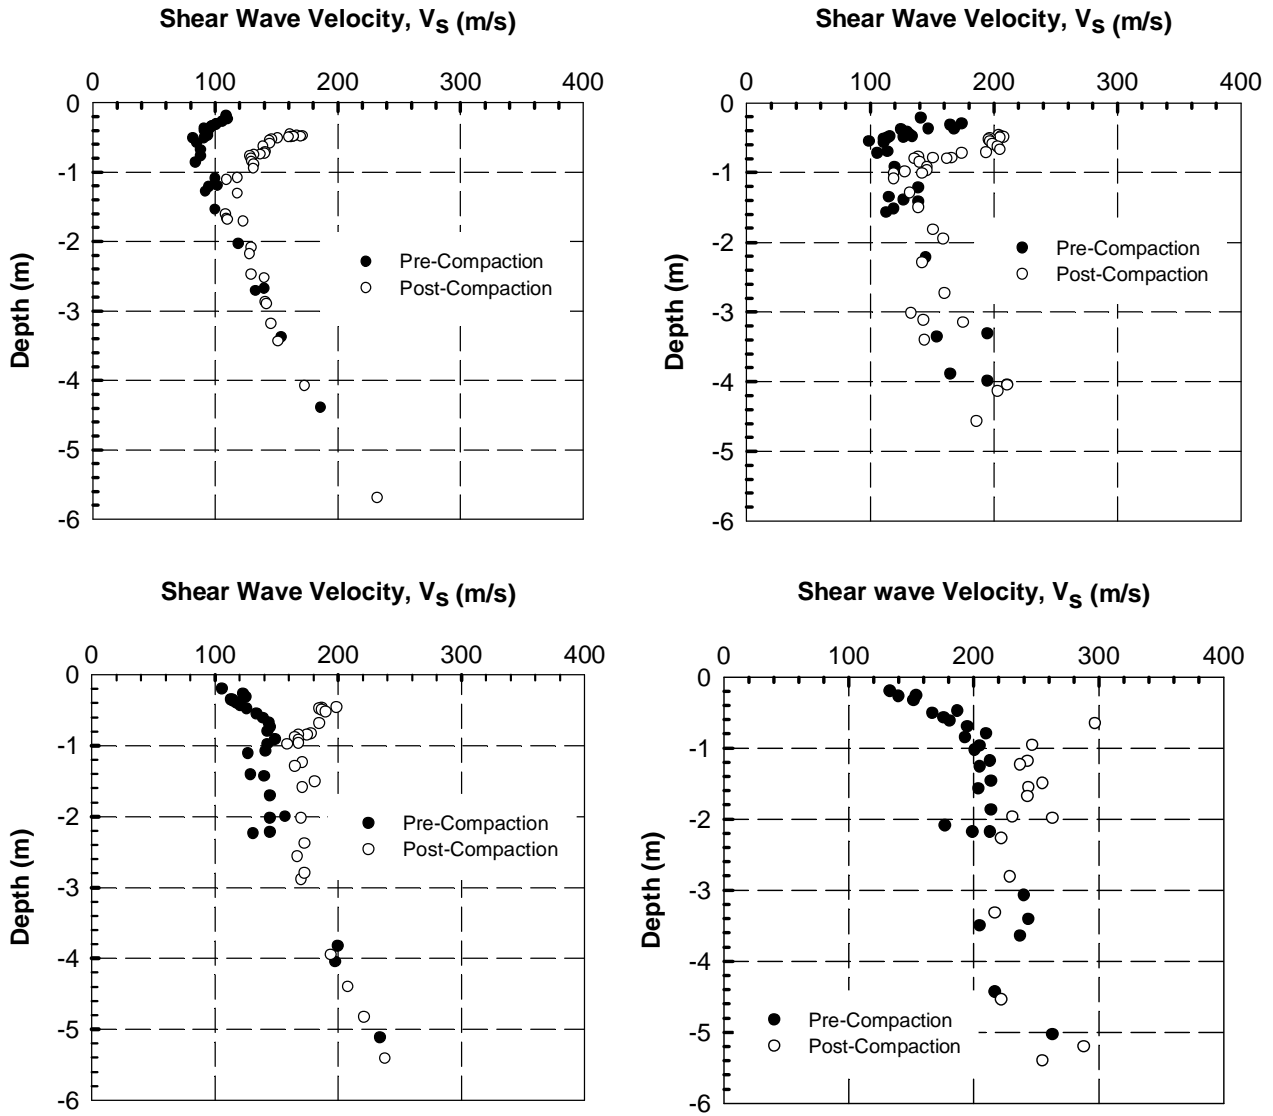 Shear Wave Velocity, VS (m/s)
0 100 200 300 400
0
-1
-2
-3
-4
-5
-6
Depth (m)
Pre-Compaction
Post-Compaction
Shear Wave Velocity, VS (m/s)
0 100 200 300 400
0
-1
-2
-3
-4
-5
-6
Depth (m)
Pre-Compaction
Post-Compaction
Shear Wave Velocity, VS (m/s)
0 100 200 300 400
0
-1
-2
-3
-4
-5
-6
Depth (m)
Pre-Compaction
Post-Compaction
Shear wave Velocity, VS (m/s)
0 100 200 300 400
0
-1
-2
-3
-4
-5
-6
Depth (m)
Pre-Compaction
Post-Compaction